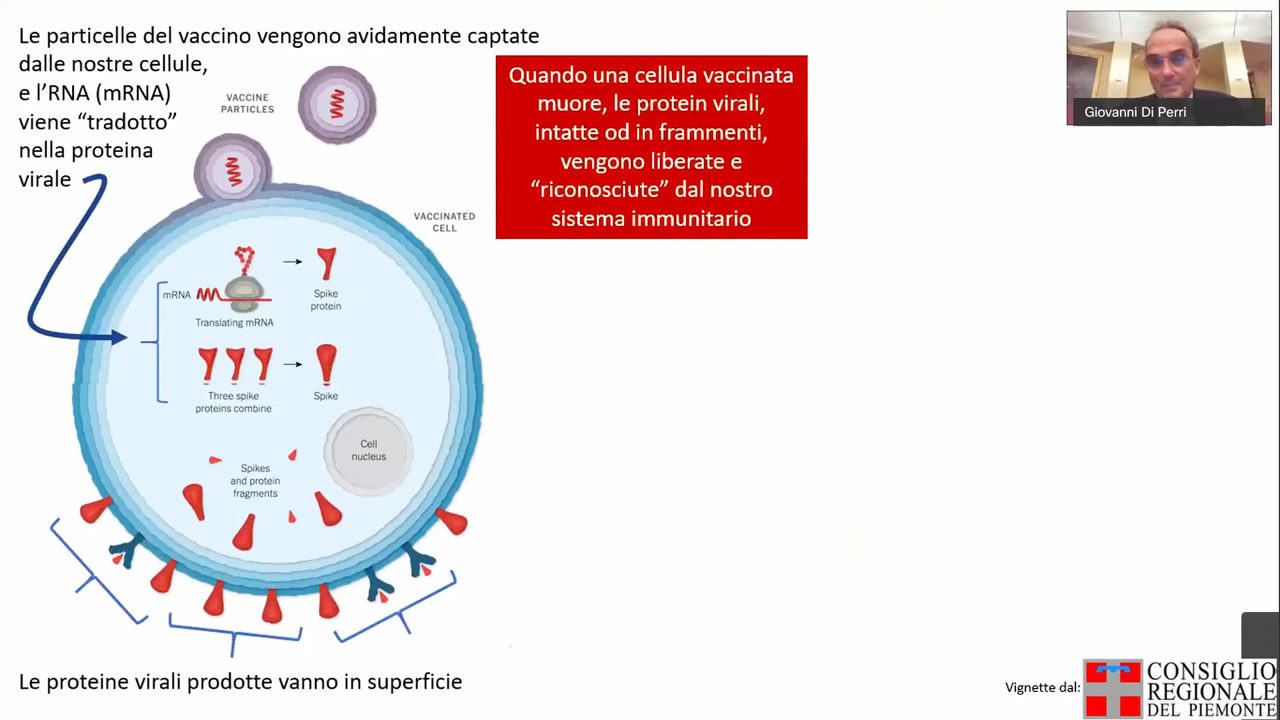 Le particelle del vaccino vengono avidamente captate
dalle nostre cellule,
e l’RNA (mRNA)
viene “tradotto”
nella proteina
virale
VACCINE
PARTICLES
Quando una cellula vaccinata
muore, le protein virali,
intatte od in frammenti,
vengono liberate e
“riconosciute” dal nostro
sistema immunitario
Giovanni Di Perri
VACCINATED
CELL
mRNA
Translating mRNA
Spike
protein
Three spike
proteins combine
Spike
Cell
nucleus
Spikes
and protein
fragments
Le proteine virali prodotte vanno in superficie
Vignette dal:
CONSIGLIO
REGIONALE
DEL PIEMONTE